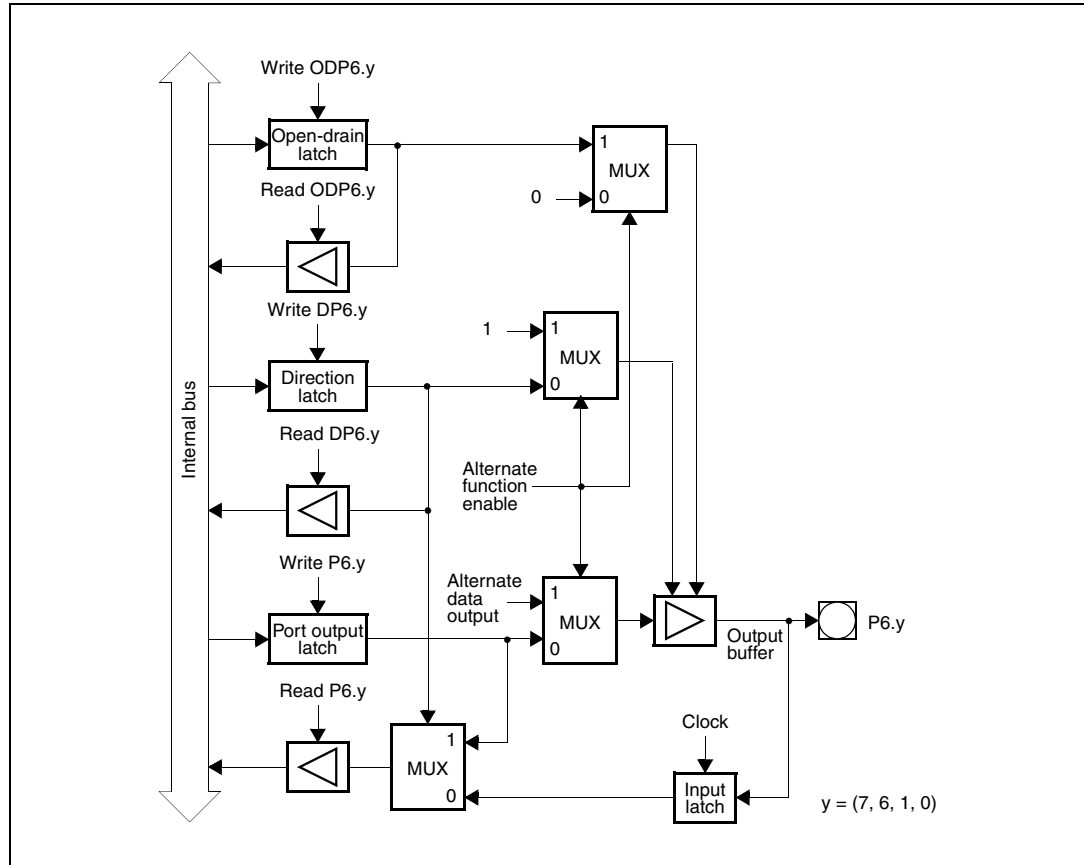 Write ODP6.y
Open-drain
latch
1
MUX
0
0
Read ODP6.y
Write DP6.y
1
1
MUX
0
Direction
latch
Internal bus
Read DP6.y
Alternate
function
enable
Write P6.y
Alternate
data
output
1
MUX
0
Port output
latch
Output
buffer
P6.y
Read P6.y
1
MUX
0
Clock
Input
latch
y = (7, 6, 1, 0)